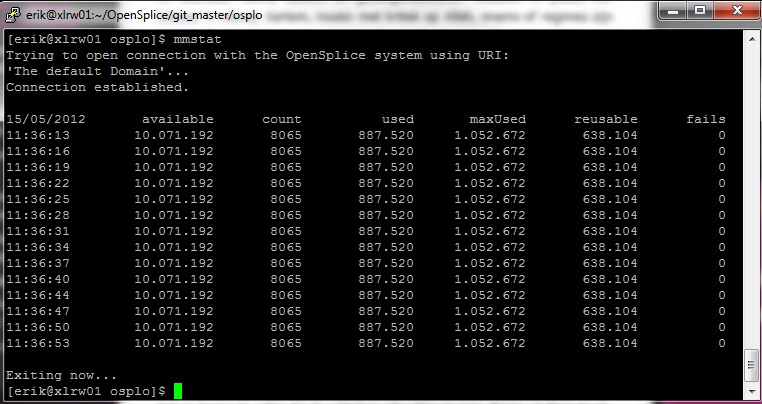 erik@xlrw01:~/OpenSplice/git_master/osplo
[erik@xlrw01 osplo]$ mmstat
Trying to open connection with the OpenSplice system using URI:
'The default Domain'...
Connection established.
15/05/2012 available count used maxUsed reusable fails
11:36:13 10.071.192 8065 887.520 1.052.672 638.104 0
11:36:16 10.071.192 8065 887.520 1.052.672 638.104 0
11:36:19 10.071.192 8065 887.520 1.052.672 638.104 0
11:36:22 10.071.192 8065 887.520 1.052.672 638.104 0
11:36:25 10.071.192 8065 887.520 1.052.672 638.104 0
11:36:28 10.071.192 8065 887.520 1.052.672 638.104 0
11:36:31 10.071.192 8065 887.520 1.052.672 638.104 0
11:36:34 10.071.192 8065 887.520 1.052.672 638.104 0
11:36:37 10.071.192 8065 887.520 1.052.672 638.104 0
11:36:40 10.071.192 8065 887.520 1.052.672 638.104 0
11:36:44 10.071.192 8065 887.520 1.052.672 638.104 0
11:36:47 10.071.192 8065 887.520 1.052.672 638.104 0
11:36:50 10.071.192 8065 887.520 1.052.672 638.104 0
11:36:53 10.071.192 8065 887.520 1.052.672 638.104 0
Exiting now...
[erik@xlrw01 osplo]$